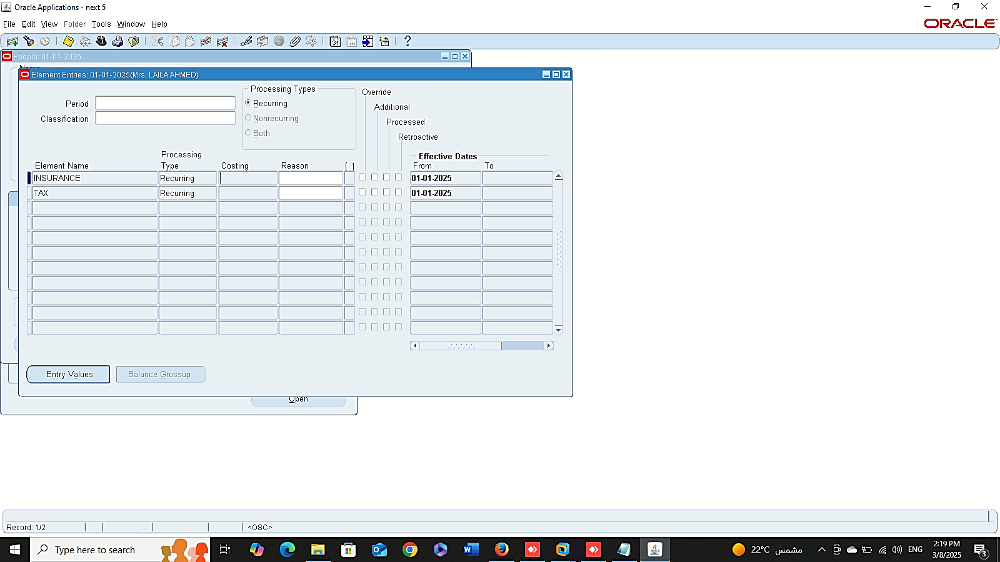 Oracle Applications - next 5
File Edit View Folder Tools Window Help
ORACLE
People: 01-01-2025
Element Entries: 01-01-2025(Mrs. LAILA AHMED)
Period
Classification
Processing Types
Recurring
Nonrecurring
Both
Override
Additional
Processed
Retroactive
Effective Dates
Element Name Processing Type Costing Reason [ ] From To
INSURANCE Recurring 01-01-2025
TAX Recurring 01-01-2025
Entry Values Balance Grossup
Open
Record: 1/2 ... <OSC>
Type here to search
22°C مشمس
ENG
2:19 PM
3/8/2025
3